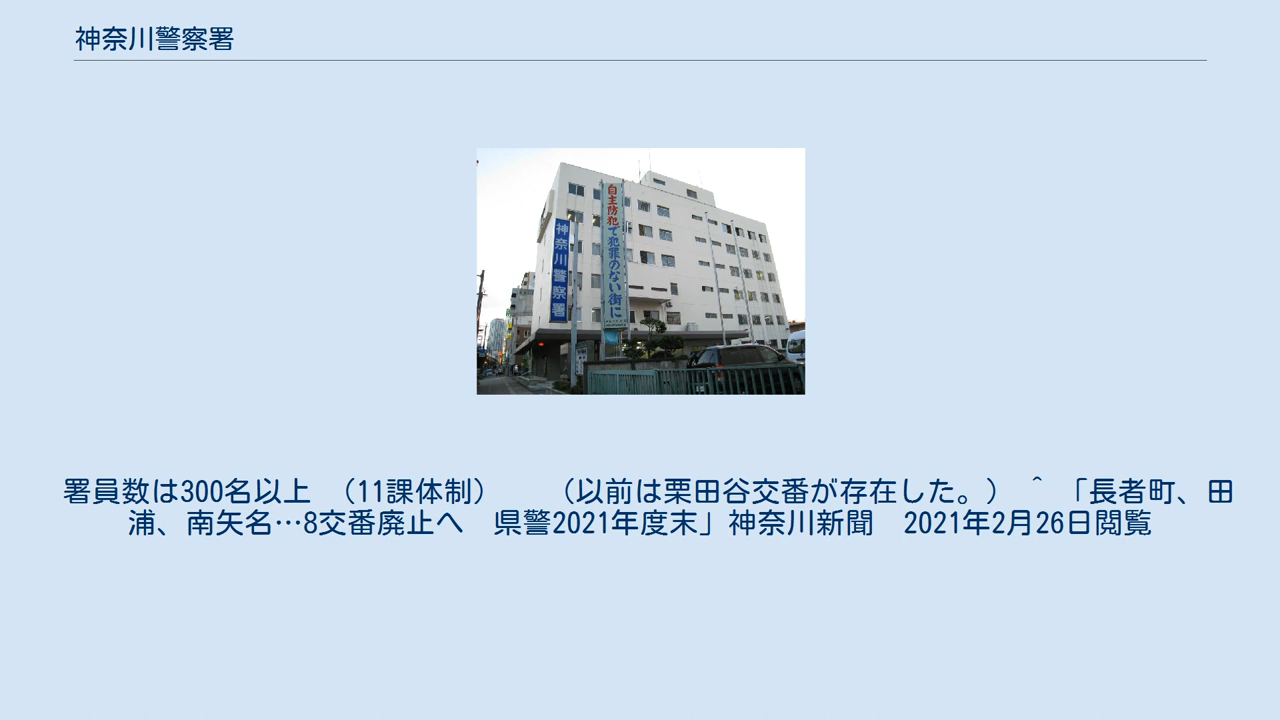 神奈川警察署
神奈川警察署
自主防犯で犯罪のない街に
署員数は300名以上 （11課体制）　　（以前は栗田谷交番が存在した。） ^ 「長者町、田
浦、南矢名…8交番廃止へ　県警2021年度末」神奈川新聞　2021年2月26日閲覧